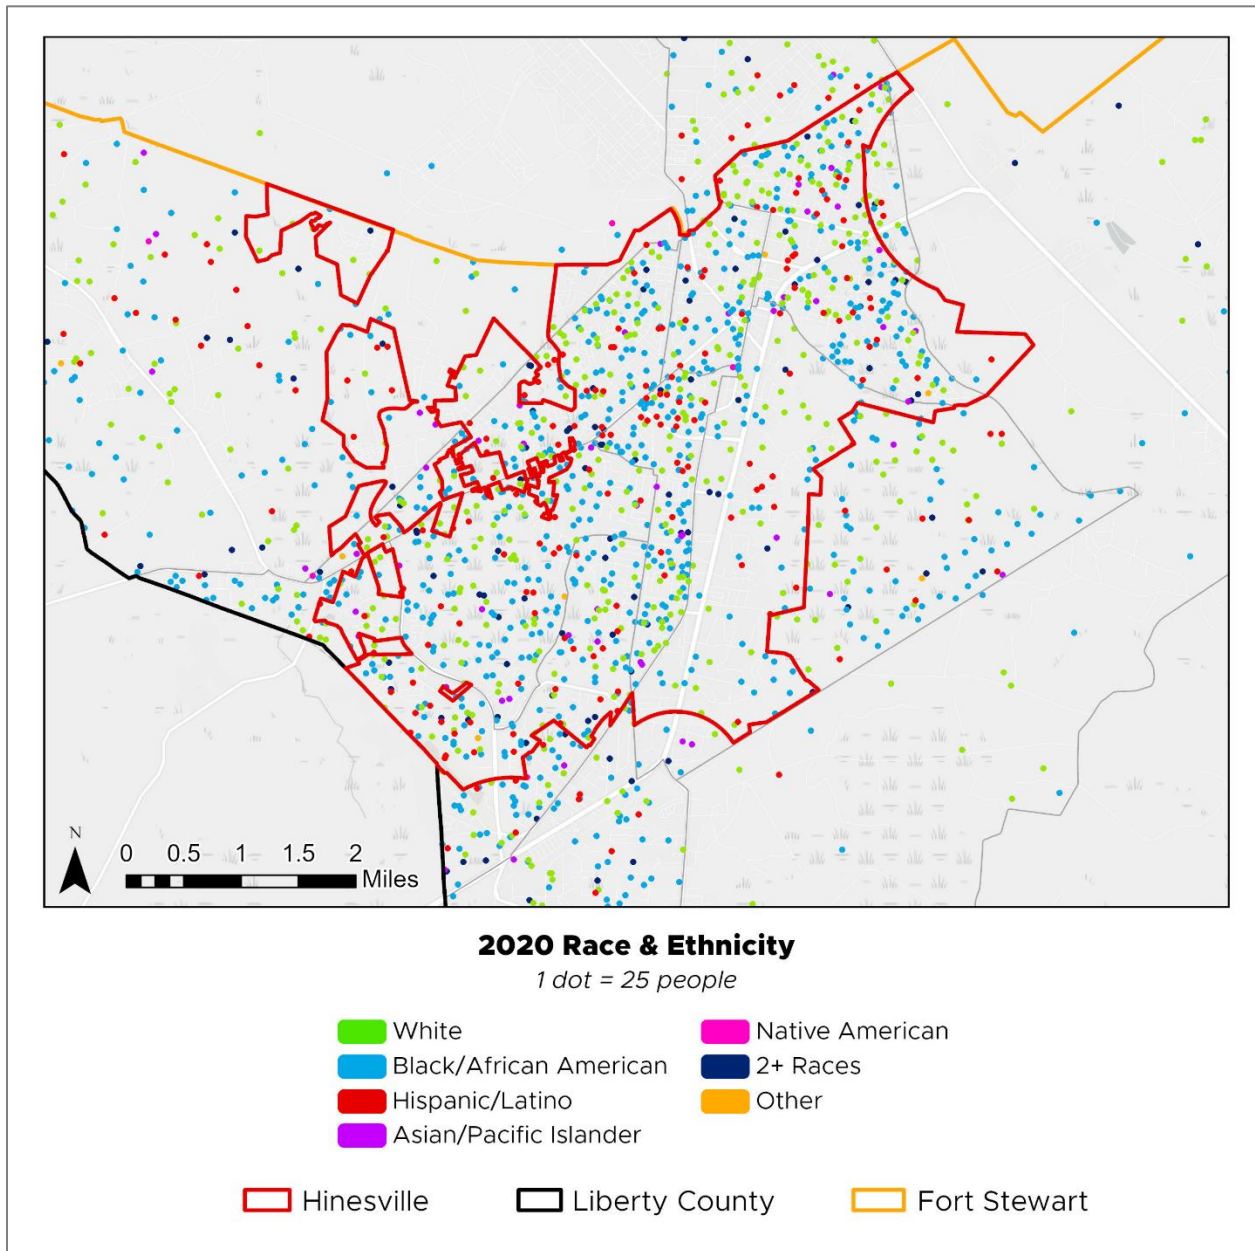 N
0 0.5 1 1.5 2
Miles
2020 Race & Ethnicity
1 dot = 25 people
White
Black/African American
Hispanic/Latino
Asian/Pacific Islander
Native American
2+ Races
Other
Hinesville
Liberty County
Fort Stewart